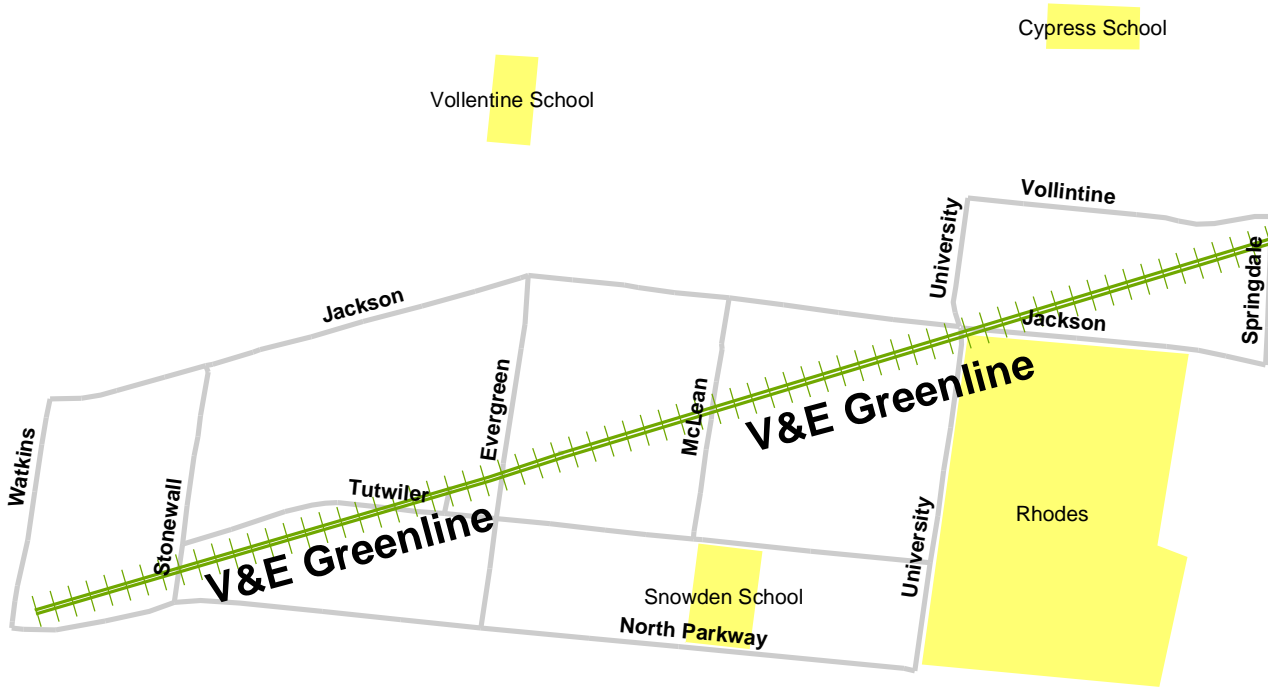 Cypress School
Vollentine School
Vollintine
University
Springdale
Jackson
Jackson
V&E Greenline
Evergreen
McLean
Watkins
Tutwiler
Stonewall
V&E Greenline
University
Rhodes
Snowden School
North Parkway